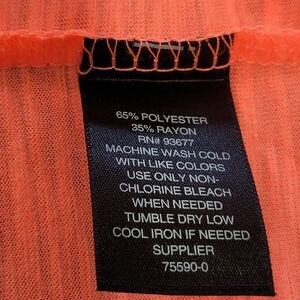 65% POLYESTER
35% RAYON
RN# 93677
MACHINE WASH COLD
WITH LIKE COLORS
USE ONLY NON-
CHLORINE BLEACH
WHEN NEEDED
TUMBLE DRY LOW
COOL IRON IF NEEDED
SUPPLIER
75590-0